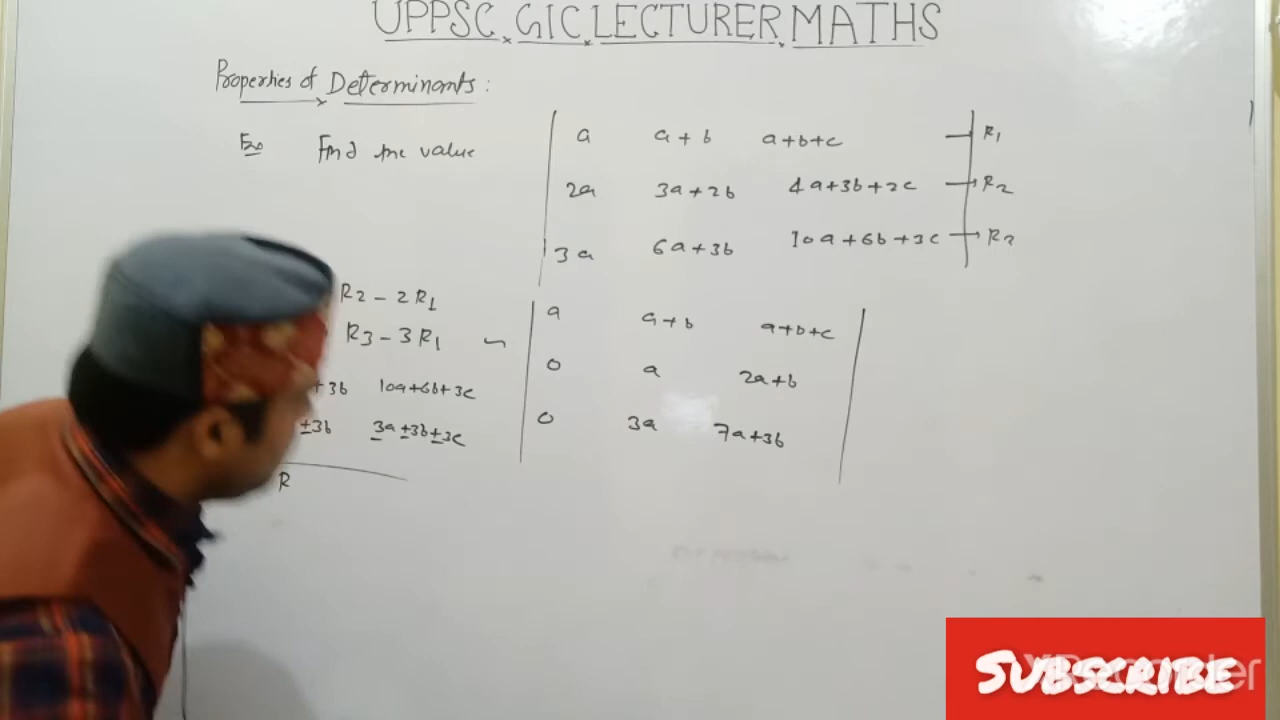 UPPSC GIC LECTURER MATHS
Properties of Determinants :
Ex Find the value
a a+b a+b+c R1
2a 3a+2b 4a+3b+2c → R2
3a 6a+3b 10a+6b+3c → R3
R2 - 2R1
R3 - 3R1 ~
a a+b a+b+c
0 a 2a+b
0 3a 7a+3b
+3b 10a+6b+3c
±3b 3a ±3b ±3c
R
SUBSCRIBE